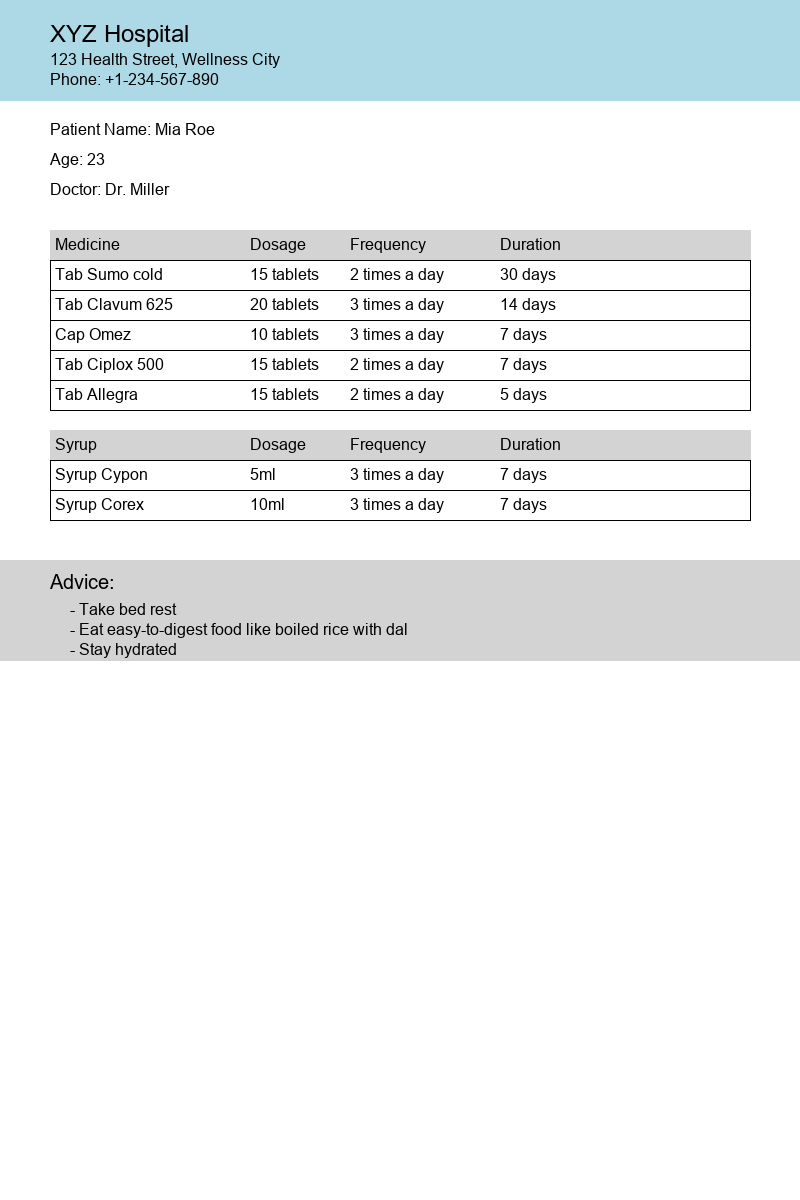 XYZ Hospital
123 Health Street, Wellness City
Phone: +1-234-567-890
Patient Name: Mia Roe
Age: 23
Doctor: Dr. Miller
Medicine Dosage Frequency Duration
Tab Sumo cold 15 tablets 2 times a day 30 days
Tab Clavum 625 20 tablets 3 times a day 14 days
Cap Omez 10 tablets 3 times a day 7 days
Tab Ciplox 500 15 tablets 2 times a day 7 days
Tab Allegra 15 tablets 2 times a day 5 days
Syrup Dosage Frequency Duration
Syrup Cypon 5ml 3 times a day 7 days
Syrup Corex 10ml 3 times a day 7 days
Advice:
- Take bed rest
- Eat easy-to-digest food like boiled rice with dal
- Stay hydrated